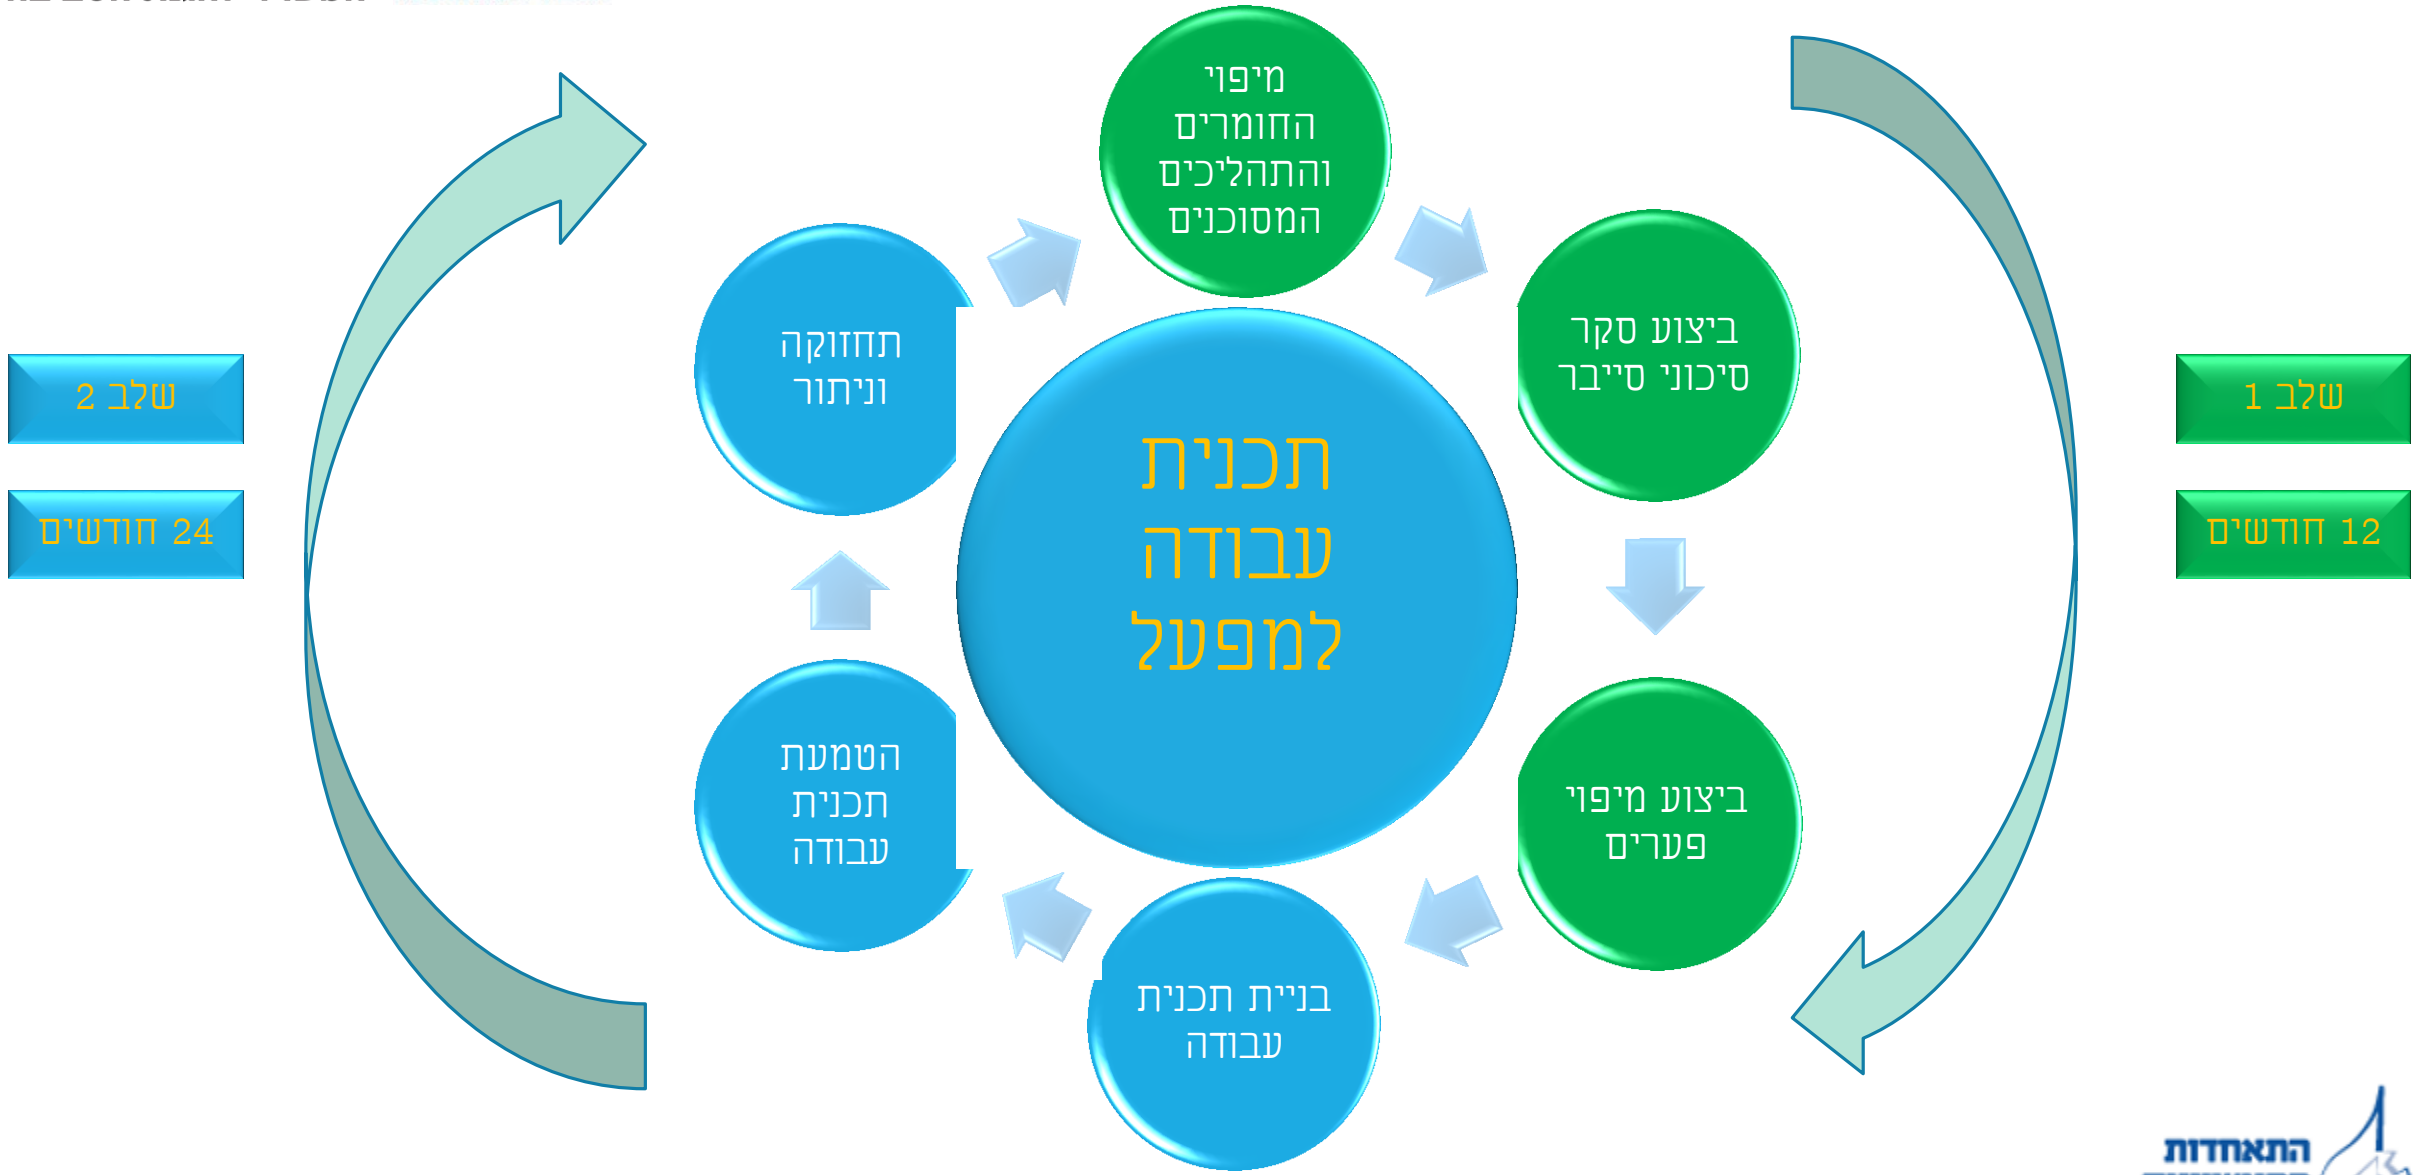 מיפוי
החומרים
והתהליכים
המסוכנים
ביצוע סקר
סיכוני סייבר
ביצוע מיפוי
פערים
בניית תכנית
עבודה
הטמעת
תכנית
עבודה
תחזוקה
וניתור
תכנית
עבודה
למפעל
שלב 1
12 חודשים
שלב 2
24 חודשים
התאחדות